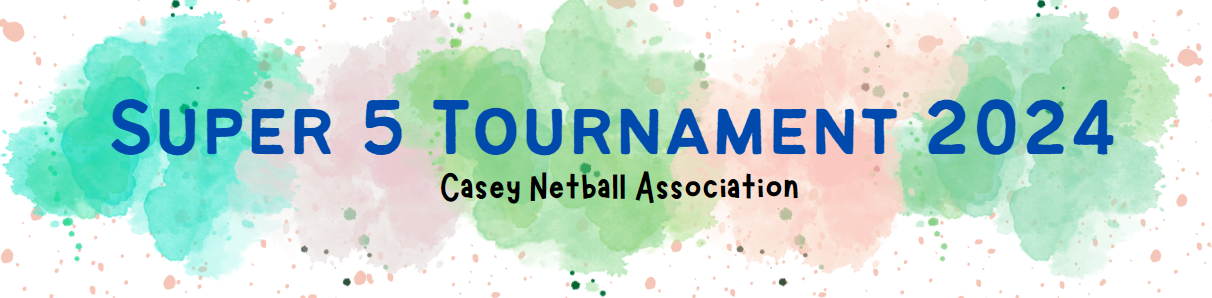 Super 5 Tournament 2024
Casey Netball Association